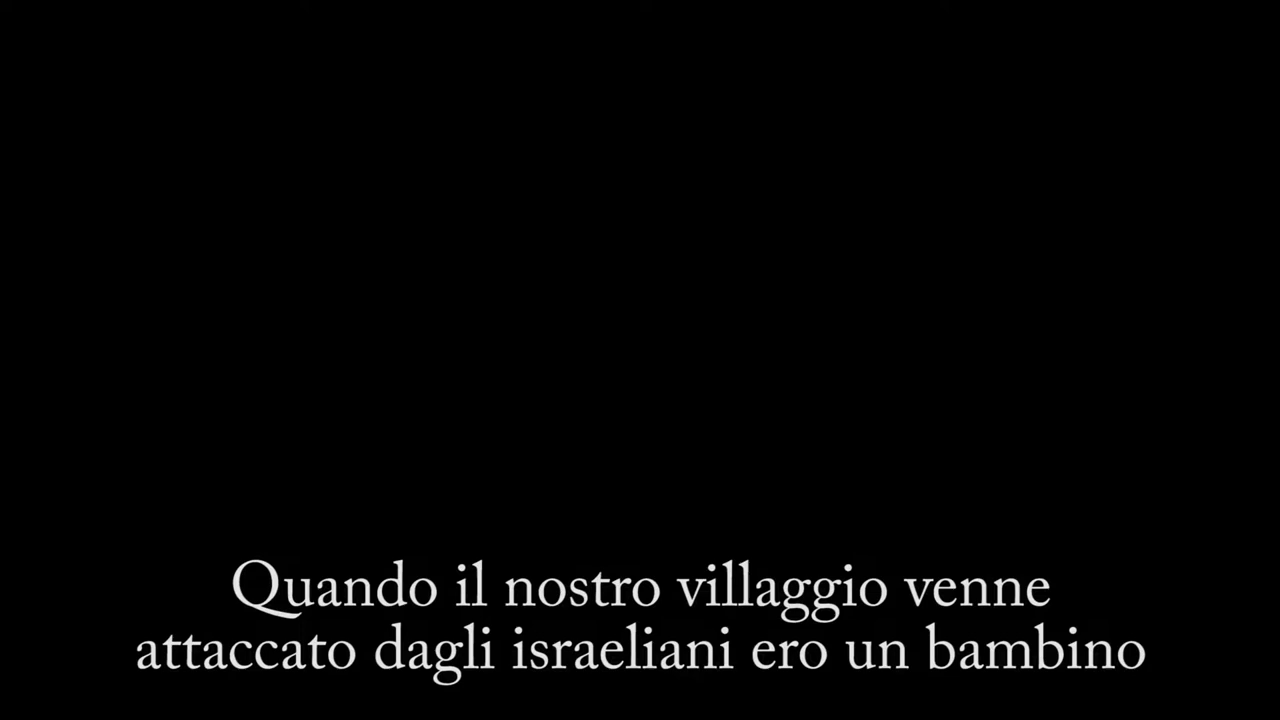 Quando il nostro villaggio venne
attaccato dagli israeliani ero un bambino